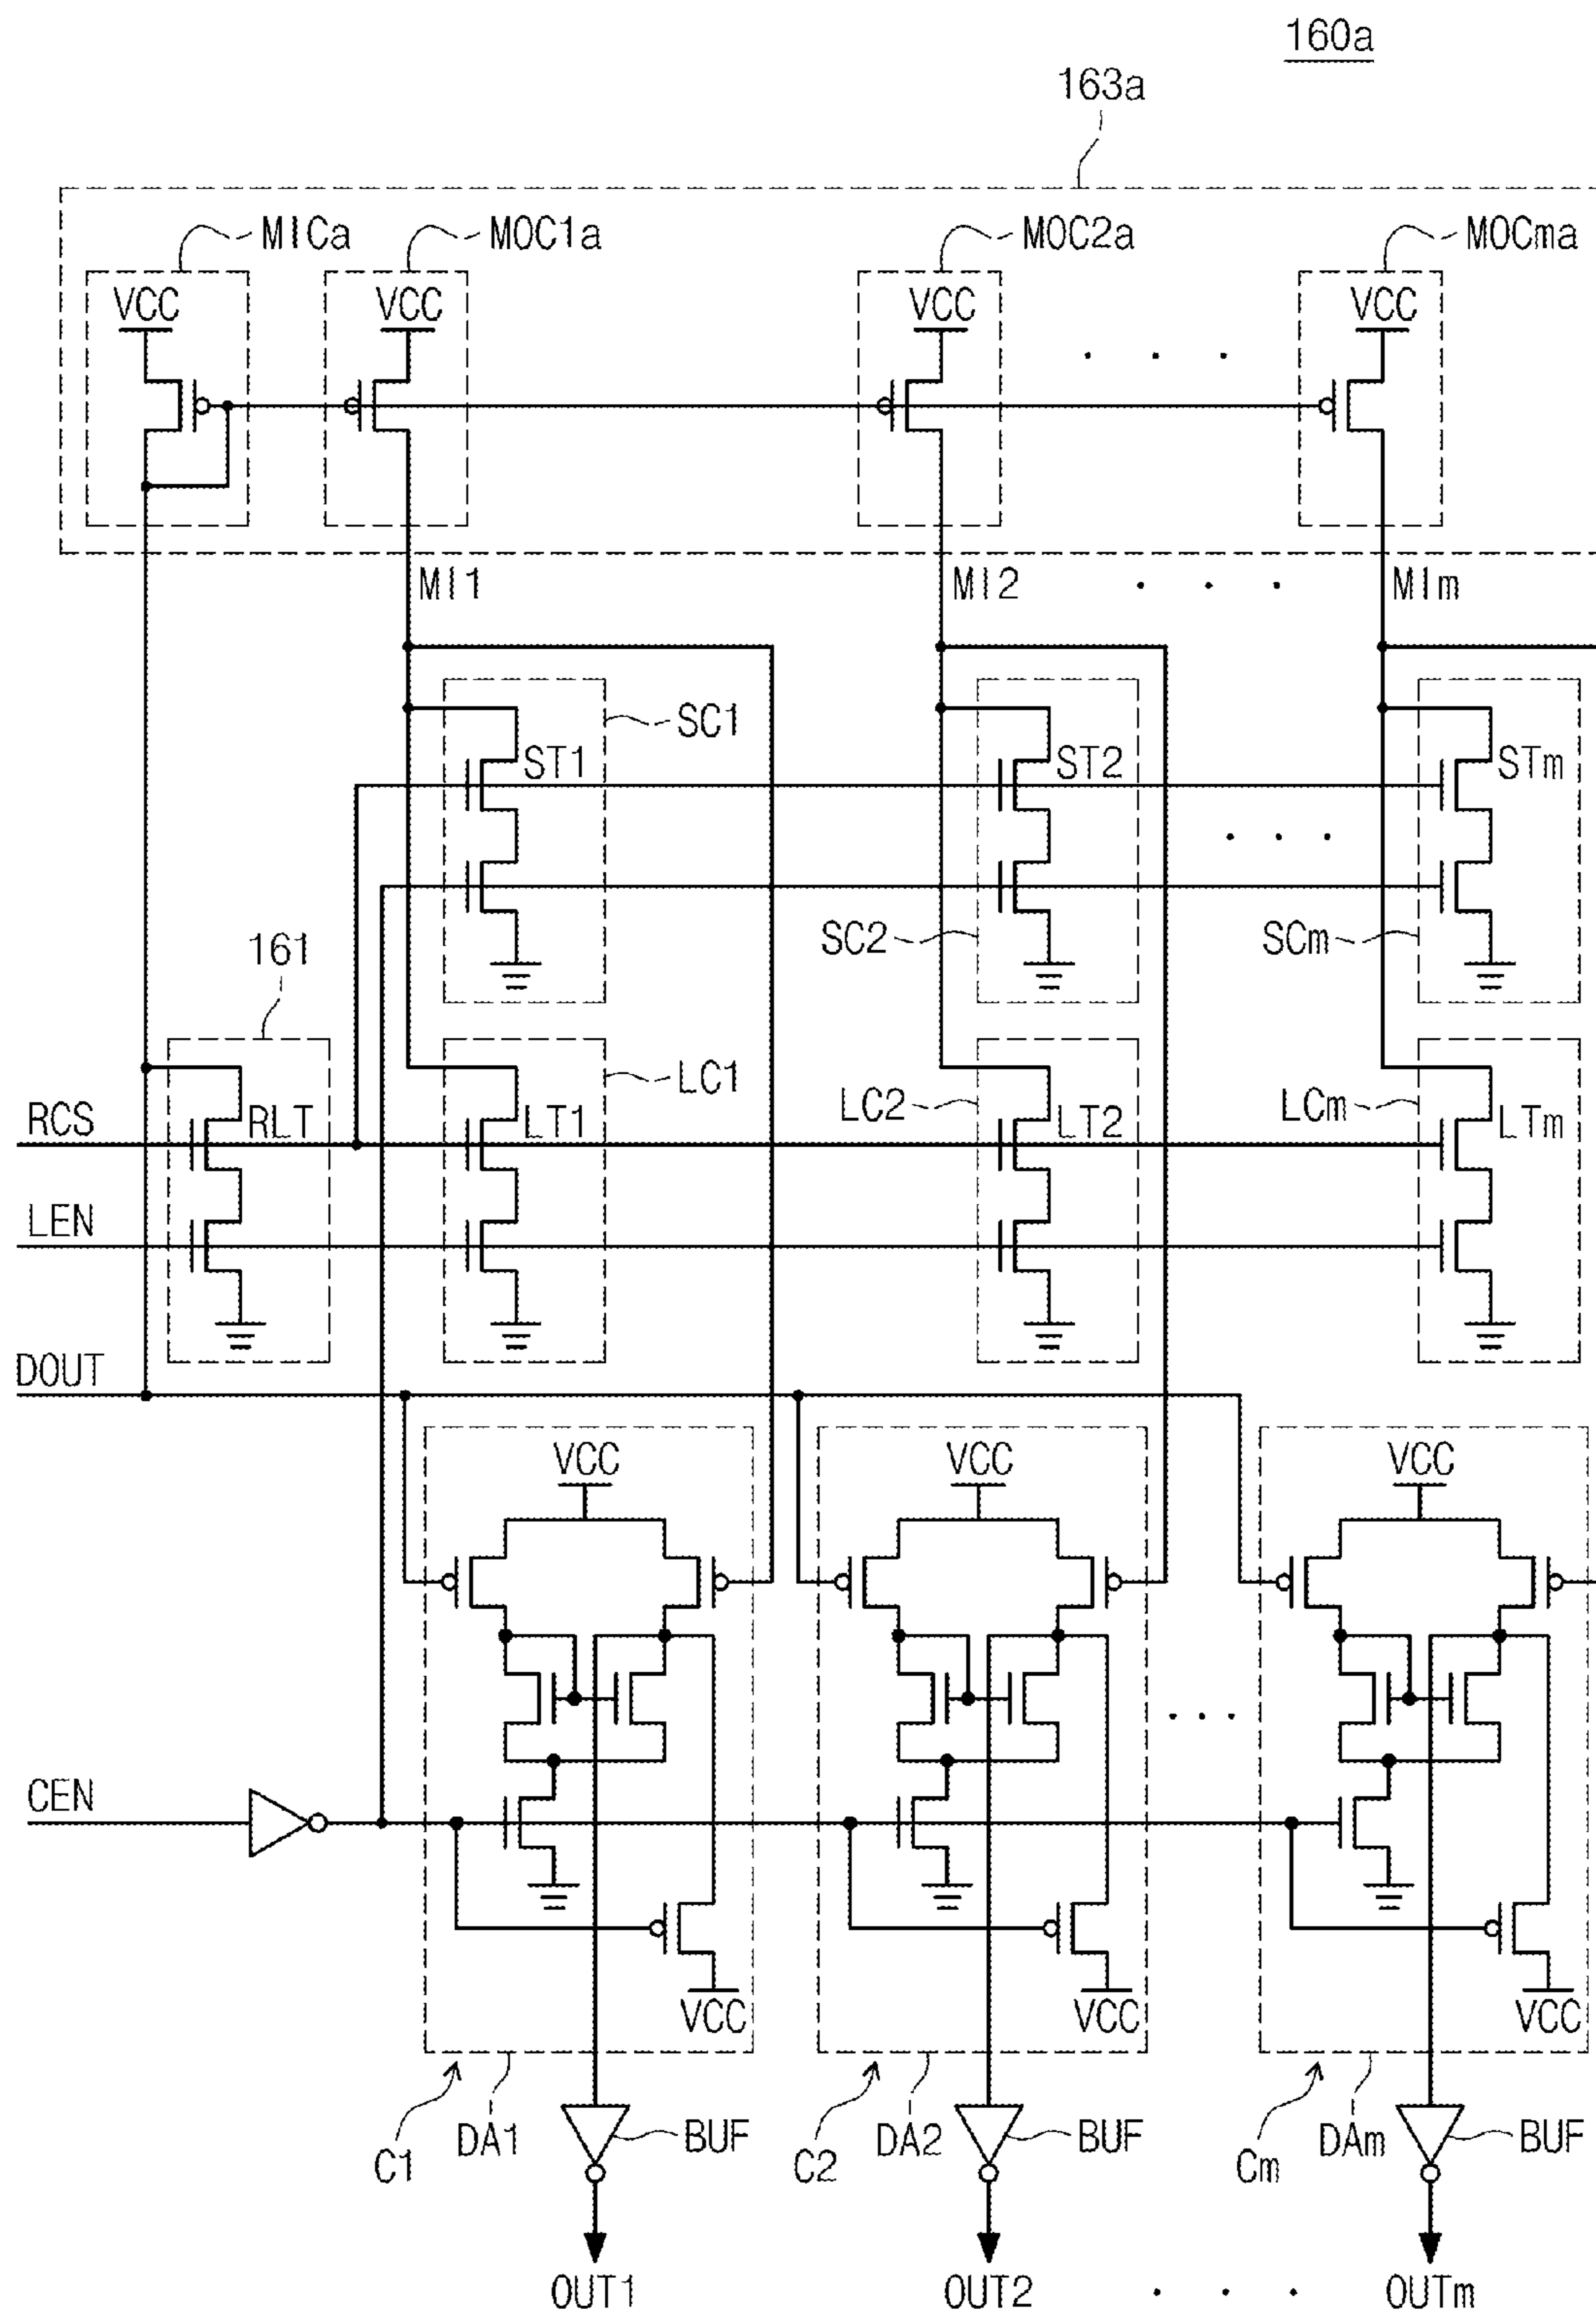 160a
163a
MICa MOC1a MOC2a MOCma
VCC VCC VCC VCC
MI1 MI2 MIm
SC1
ST1 ST2 STm
SC2 SCm
161
LC1
RCS RLT LT1 LC2 LT2 LCm LTm
LEN
DOUT
VCC VCC VCC
CEN
VCC VCC VCC
C1 DA1 BUF C2 DA2 BUF Cm DAm BUF
OUT1 OUT2 OUTm